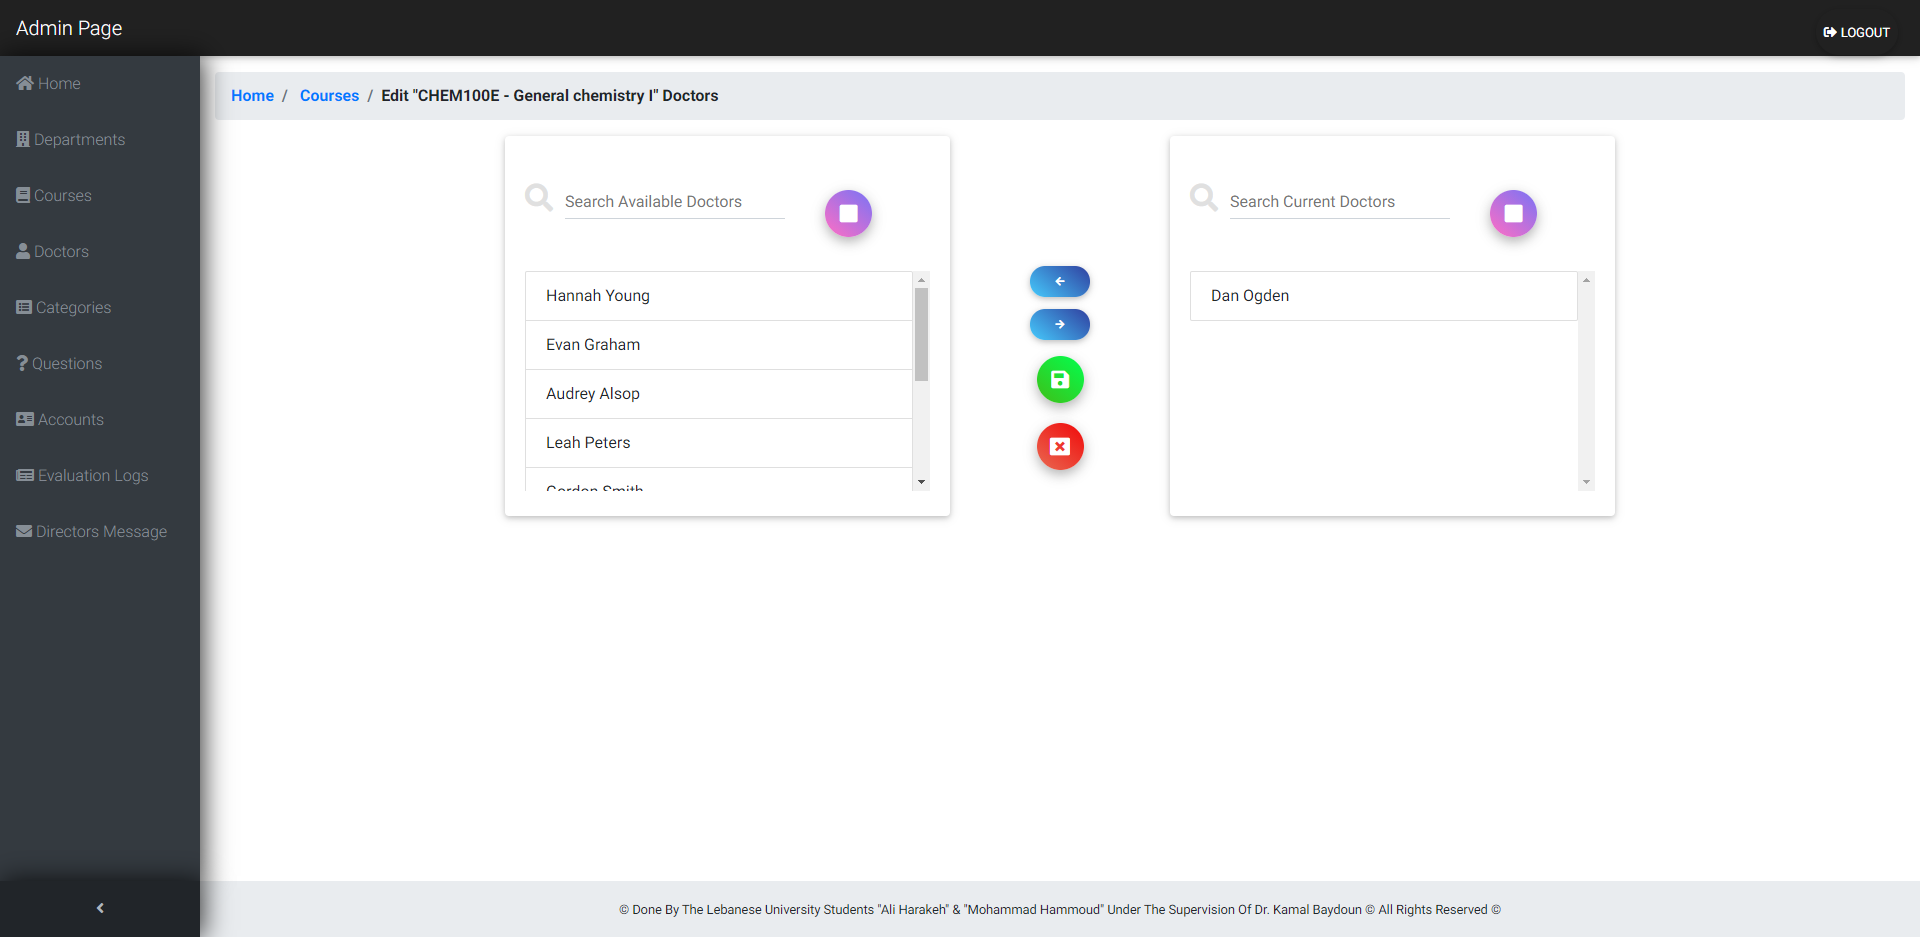 Admin Page
LOGOUT
Home
Departments
Courses
Doctors
Categories
Questions
Accounts
Evaluation Logs
Directors Message
Home / Courses / Edit "CHEM100E - General chemistry I" Doctors
Search Available Doctors
Hannah Young
Evan Graham
Audrey Alsop
Leah Peters
Gordon Smith
Search Current Doctors
Dan Ogden
© Done By The Lebanese University Students "Ali Harakeh" & "Mohammad Hammoud" Under The Supervision Of Dr. Kamal Baydoun © All Rights Reserved ©